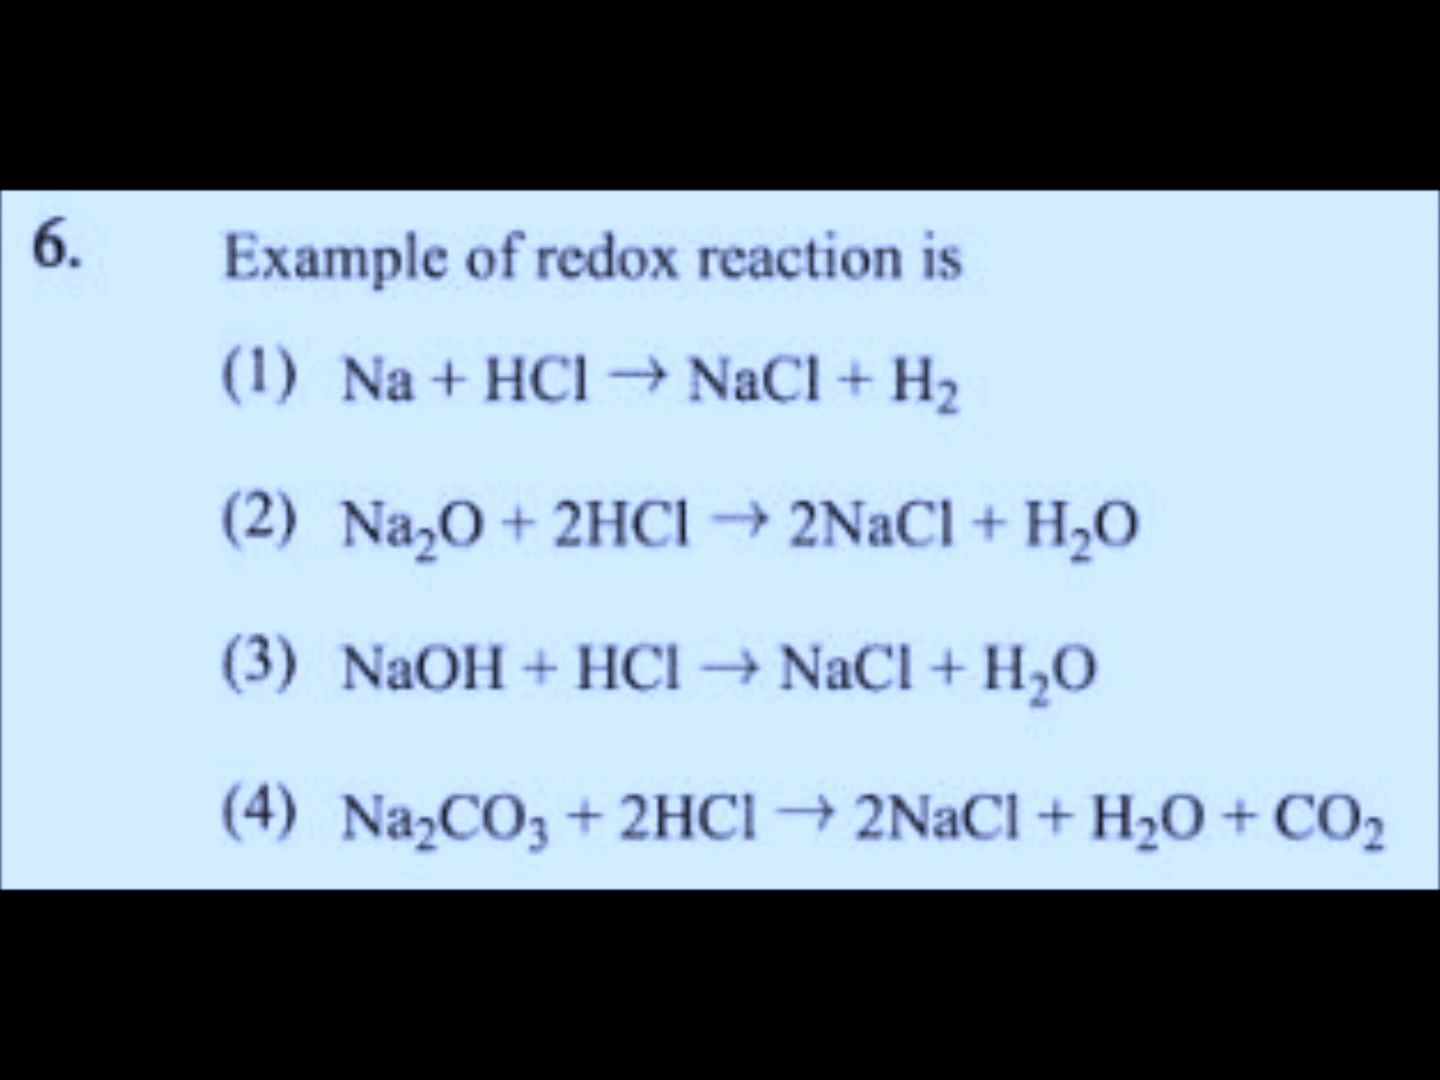 6. Example of redox reaction is
(1) Na + HCl → NaCl + H₂
(2) Na₂O + 2HCl → 2NaCl + H₂O
(3) NaOH + HCl → NaCl + H₂O
(4) Na₂CO₃ + 2HCl → 2NaCl + H₂O + CO₂